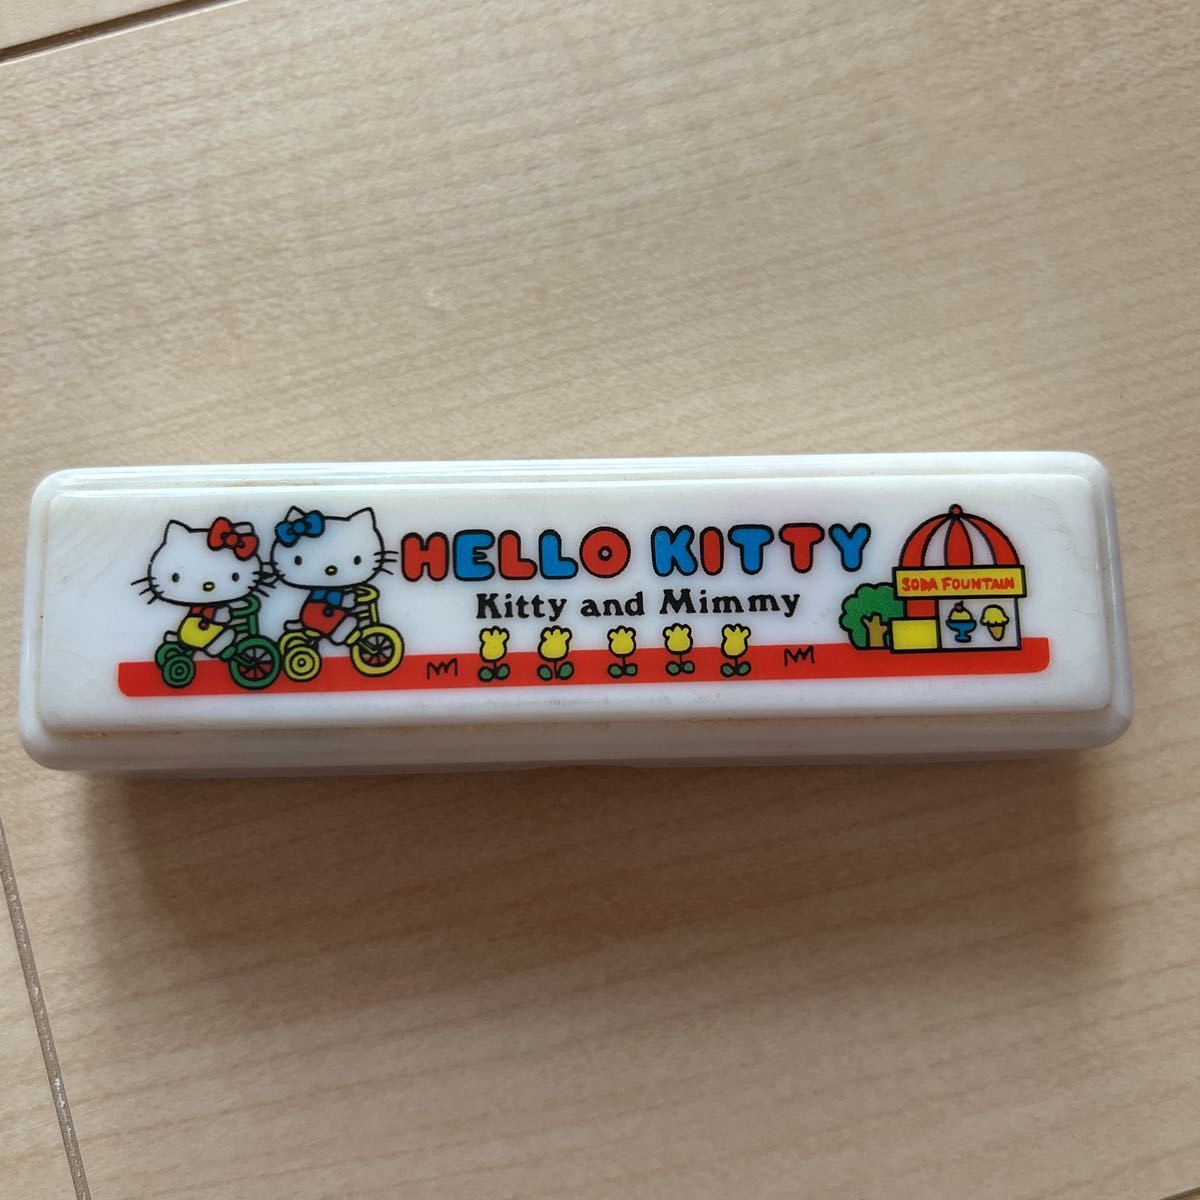 HELLO KITTY
Kitty and Mimmy
SODA FOUNTAIN